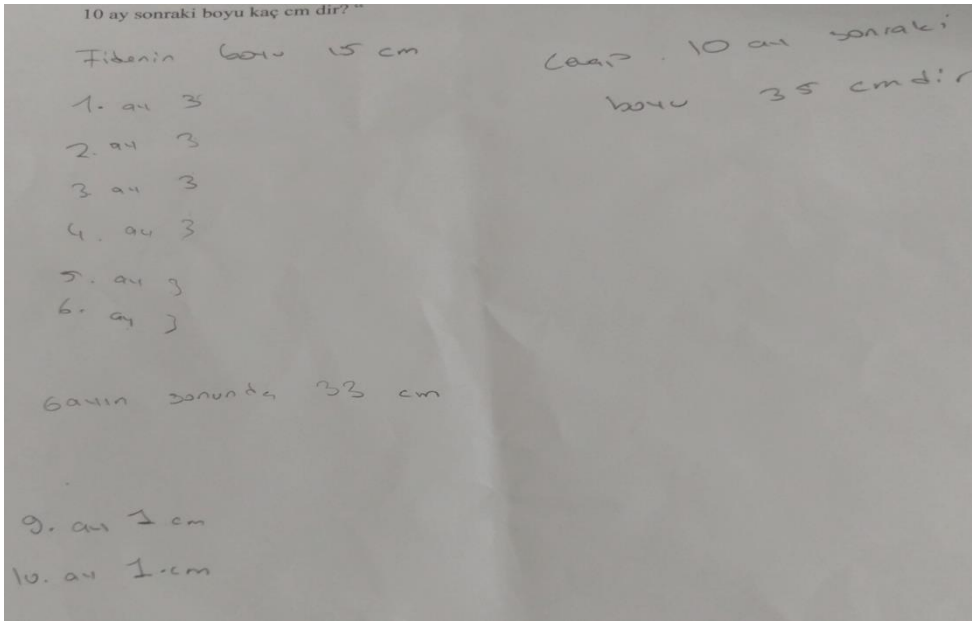 10 ay sonraki boyu kaç cm dir? "
Fidenin boyu 15 cm
1. ay 3
2. ay 3
3 ay 3
4. ay 3
5. ay 3
6. ay 3
6 ayın sonunda 33 cm
9. ay 1 cm
10. ay 1 cm
Cevap. 10 ay sonraki
boyu 35 cmdir